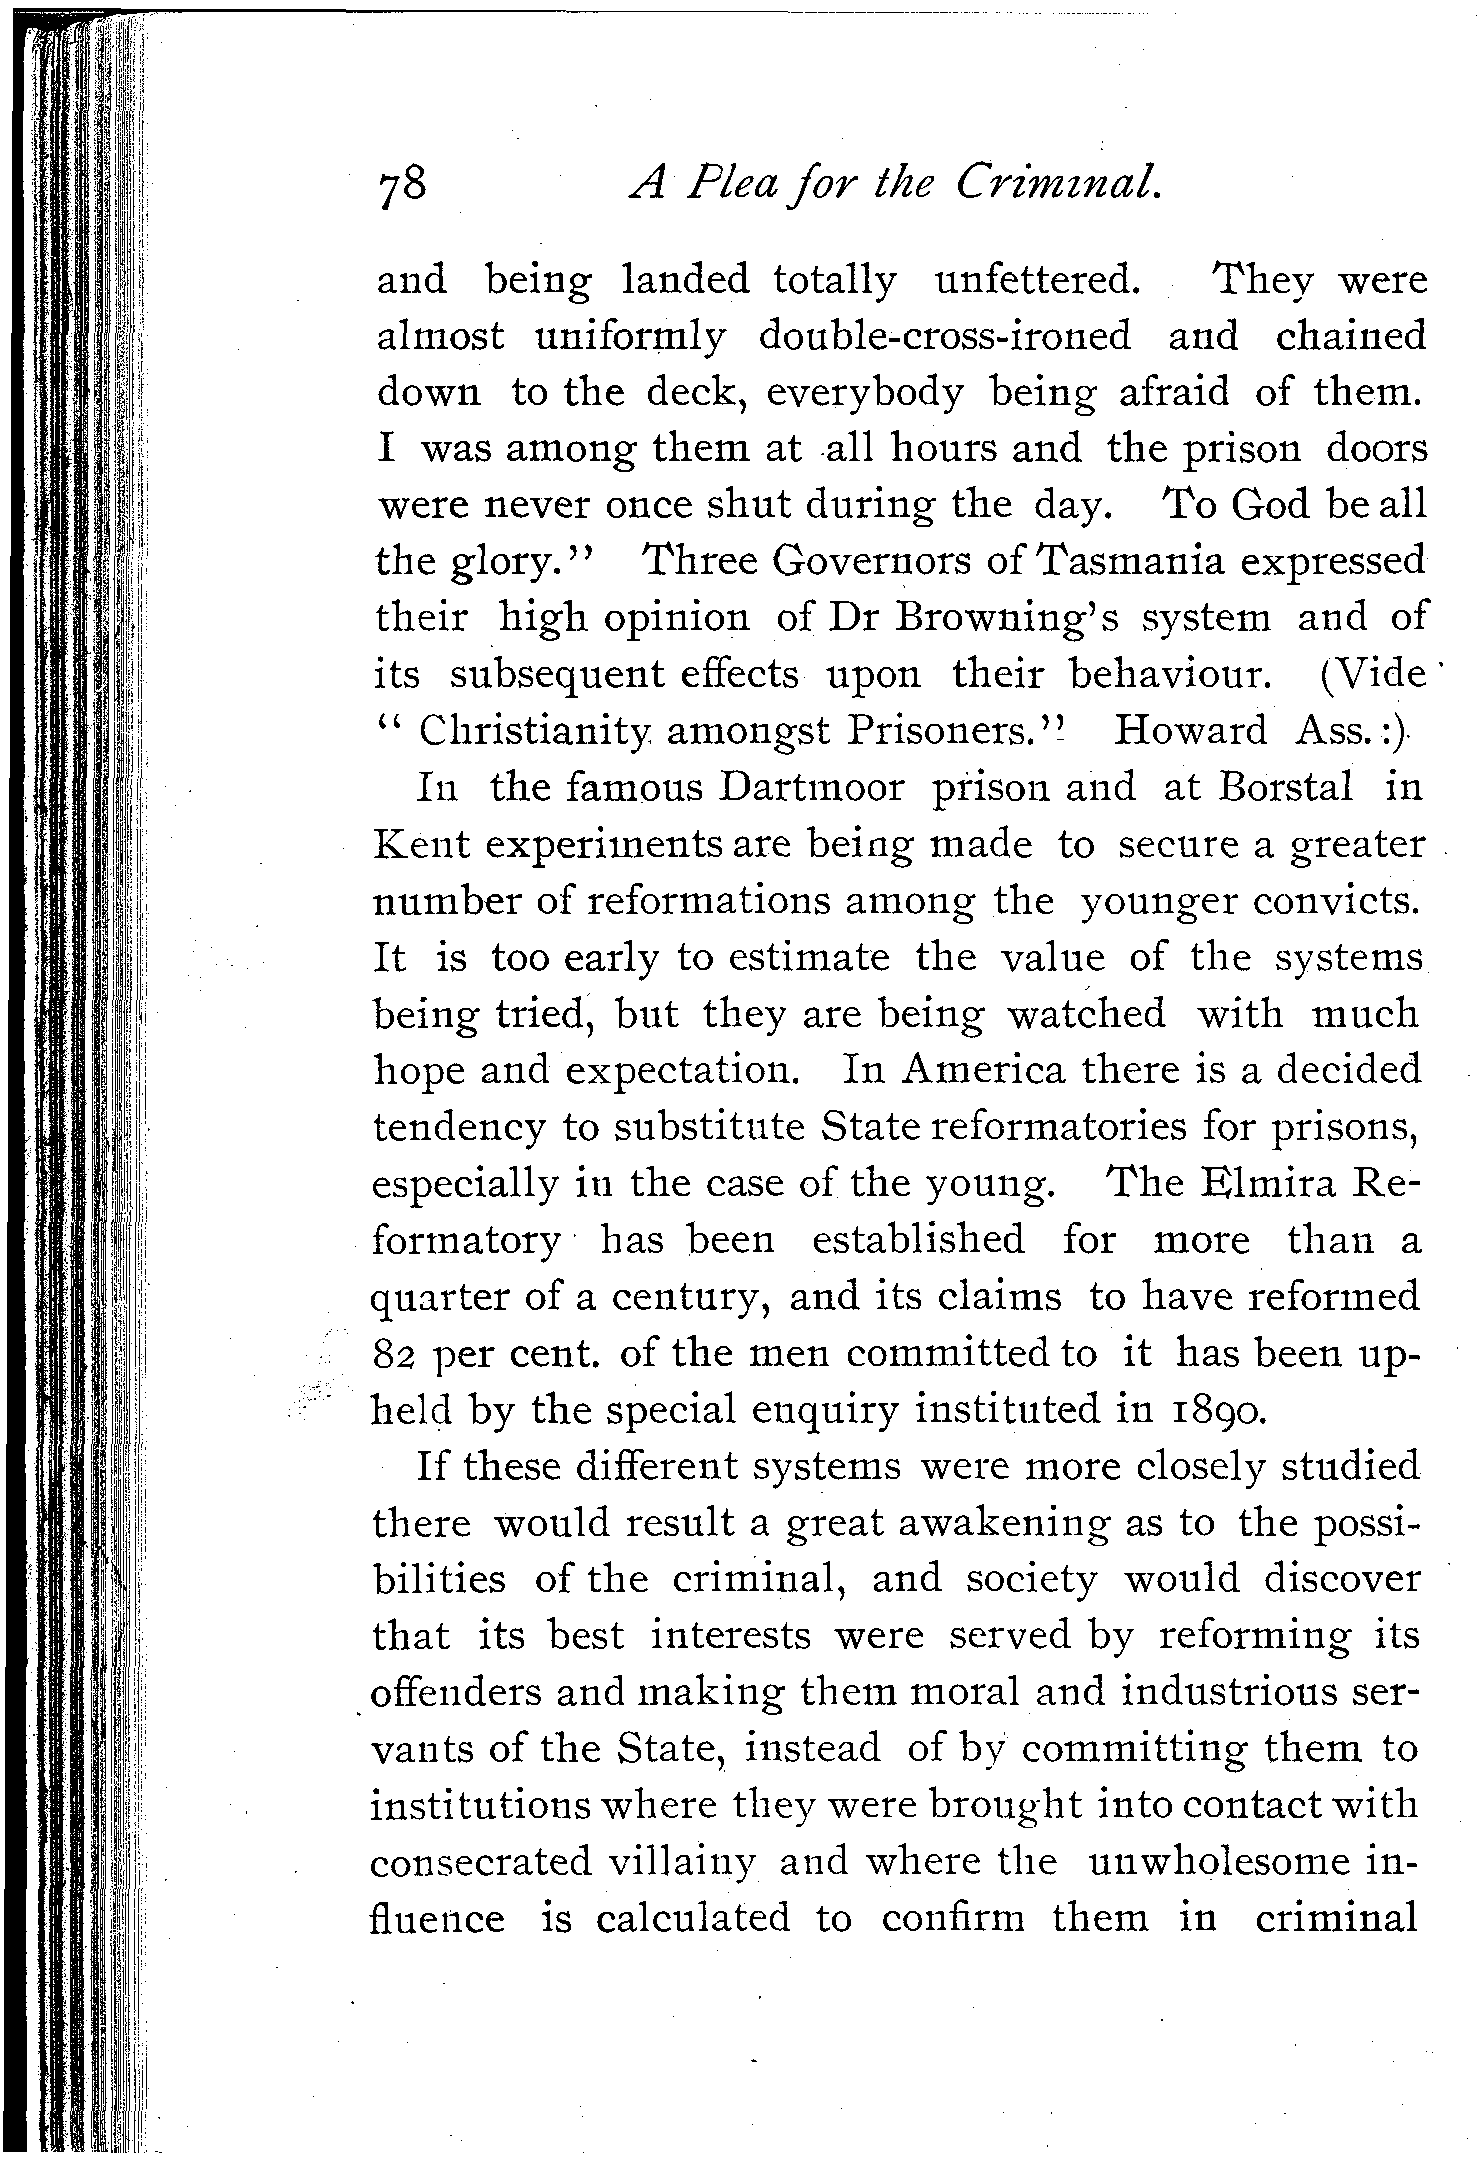 78 A Plea for the Criminal.
and being landed totally unfettered. They were
almost uniformly double-cross-ironed and chained
down to the deck, everybody being afraid of them.
I was among them at all hours and the prison doors
were never once shut during the day. To God be all
the glory.” Three Governors of Tasmania expressed
their high opinion of Dr Browning’s system and of
its subsequent effects upon their behaviour. (Vide
“ Christianity amongst Prisoners.” Howard Ass. :)
In the famous Dartmoor prison and at Borstal in
Kent experiments are being made to secure a greater
number of reformations among the younger convicts.
It is too early to estimate the value of the systems
being tried, but they are being watched with much
hope and expectation. In America there is a decided
tendency to substitute State reformatories for prisons,
especially in the case of the young. The Elmira Re-
formatory has been established for more than a
quarter of a century, and its claims to have reformed
82 per cent. of the men committed to it has been up-
held by the special enquiry instituted in 1890.
If these different systems were more closely studied
there would result a great awakening as to the possi-
bilities of the criminal, and society would discover
that its best interests were served by reforming its
offenders and making them moral and industrious ser-
vants of the State, instead of by committing them to
institutions where they were brought into contact with
consecrated villainy and where the unwholesome in-
fluence is calculated to confirm them in criminal